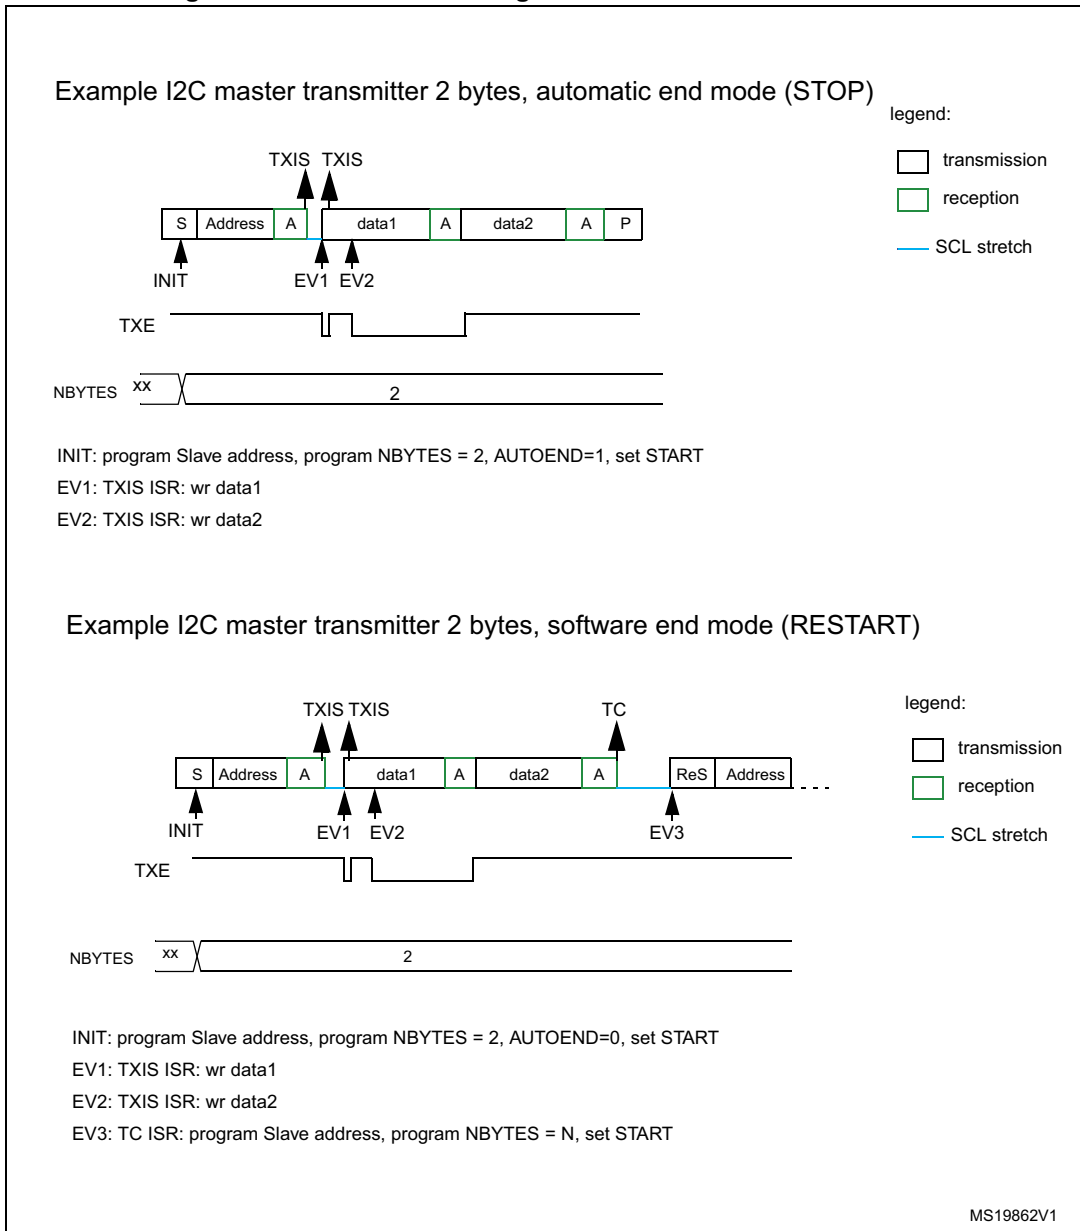 Example I2C master transmitter 2 bytes, automatic end mode (STOP)
legend:
transmission
reception
SCL stretch
TXIS TXIS
S Address A data1 A data2 A P
INIT EV1 EV2
TXE
NBYTES xx 2
INIT: program Slave address, program NBYTES = 2, AUTOEND=1, set START
EV1: TXIS ISR: wr data1
EV2: TXIS ISR: wr data2
Example I2C master transmitter 2 bytes, software end mode (RESTART)
legend:
transmission
reception
SCL stretch
TXIS TXIS TC
S Address A data1 A data2 A ReS Address
INIT EV1 EV2 EV3
TXE
NBYTES xx 2
INIT: program Slave address, program NBYTES = 2, AUTOEND=0, set START
EV1: TXIS ISR: wr data1
EV2: TXIS ISR: wr data2
EV3: TC ISR: program Slave address, program NBYTES = N, set START
MS19862V1